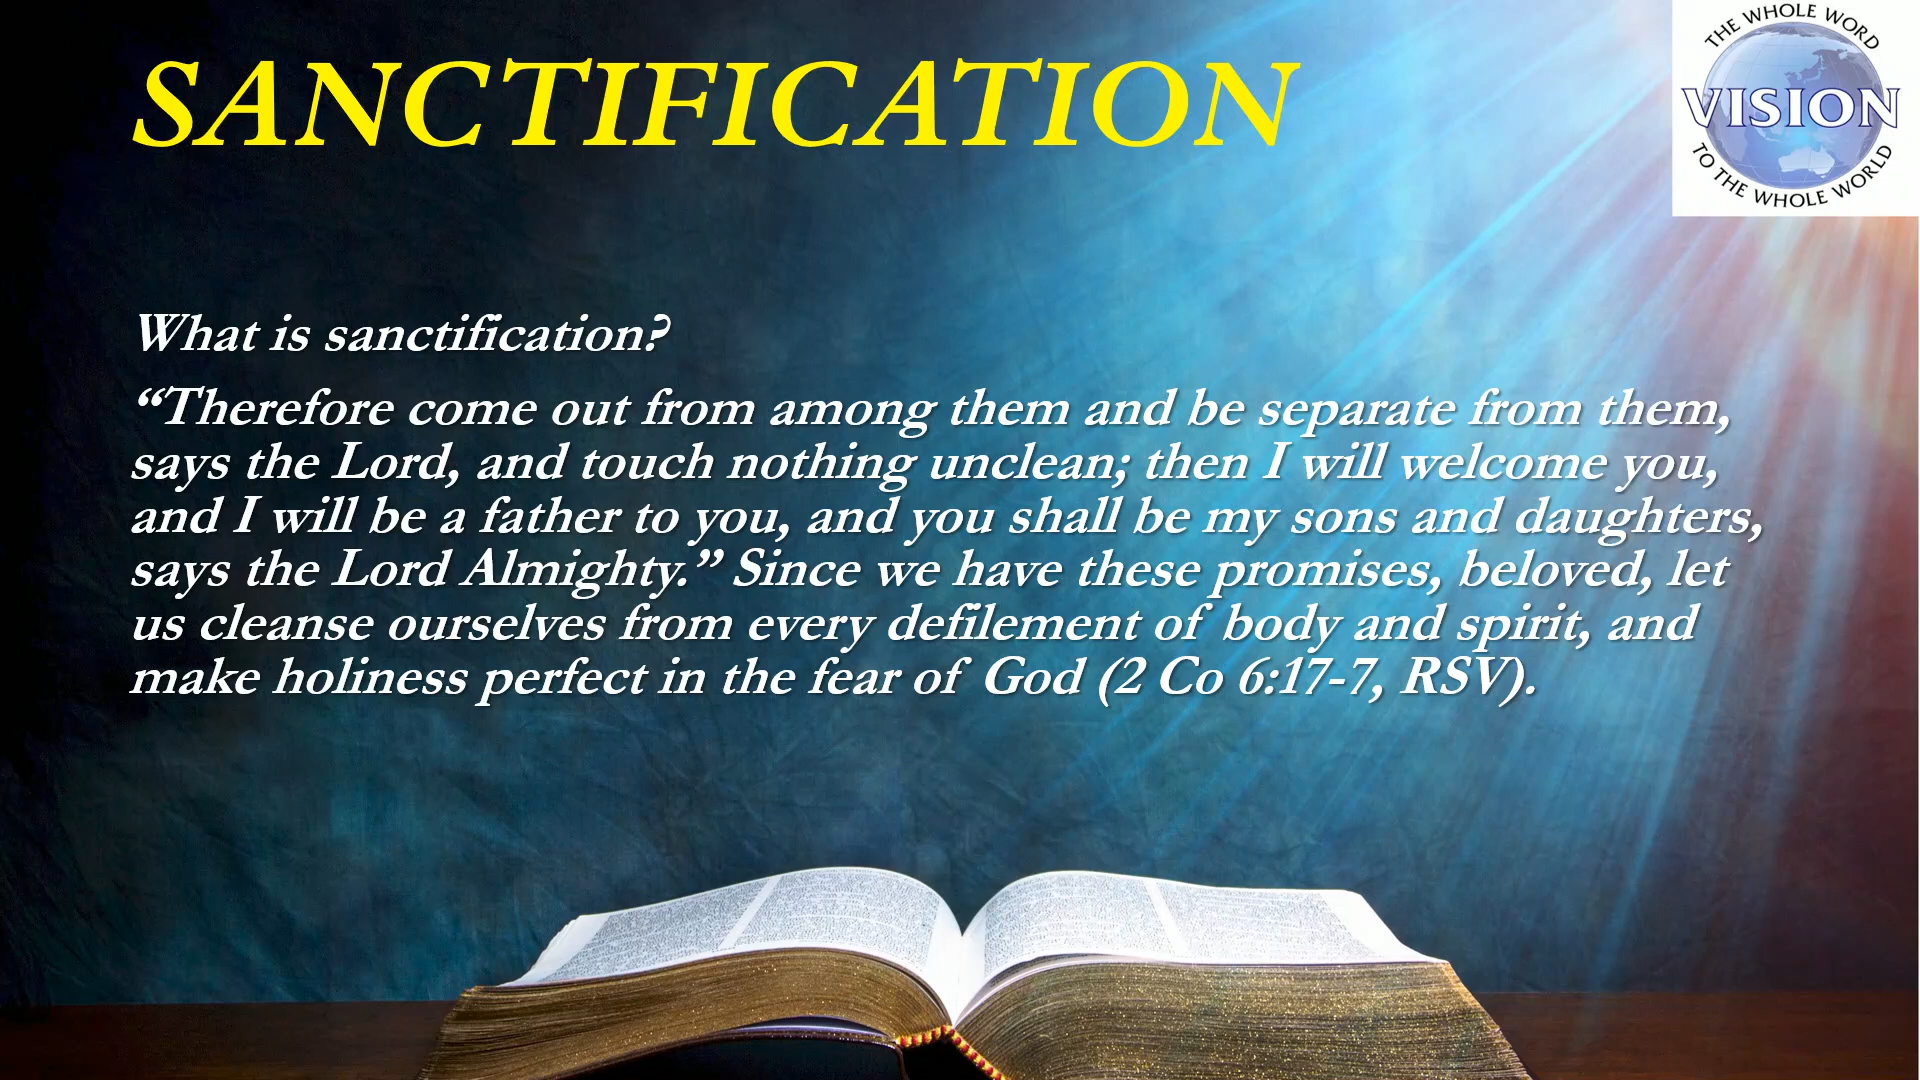 SANCTIFICATION
THE WHOLE WORD
VISION
TO THE WHOLE WORLD
What is sanctification?
“Therefore come out from among them and be separate from them,
says the Lord, and touch nothing unclean; then I will welcome you,
and I will be a father to you, and you shall be my sons and daughters,
says the Lord Almighty.” Since we have these promises, beloved, let
us cleanse ourselves from every defilement of body and spirit, and
make holiness perfect in the fear of God (2 Co 6:17-7, RSV).